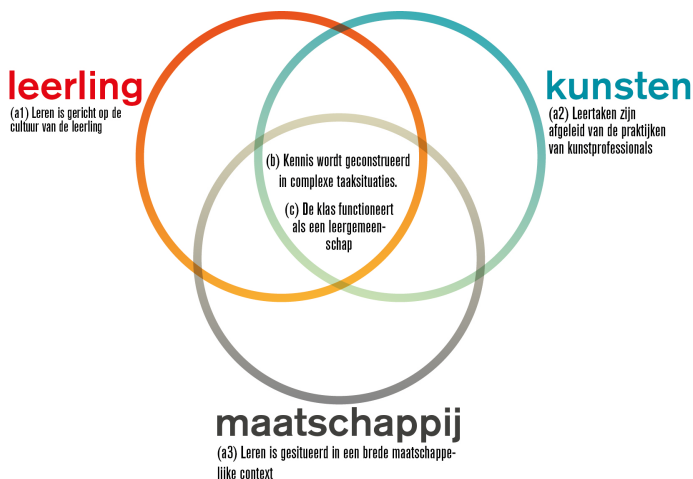 leerling
(a1) Leren is gericht op de
cultuur van de leerling
kunsten
(a2) Leertaken zijn
afgeleid van de praktijken
van kunstprofessionals
(b) Kennis wordt geconstrueerd
in complexe taaksituaties.
(c) De klas functioneert
als een leergemeen-
schap
maatschappij
(a3) Leren is gesitueerd in een brede maatschappe-
lijke context